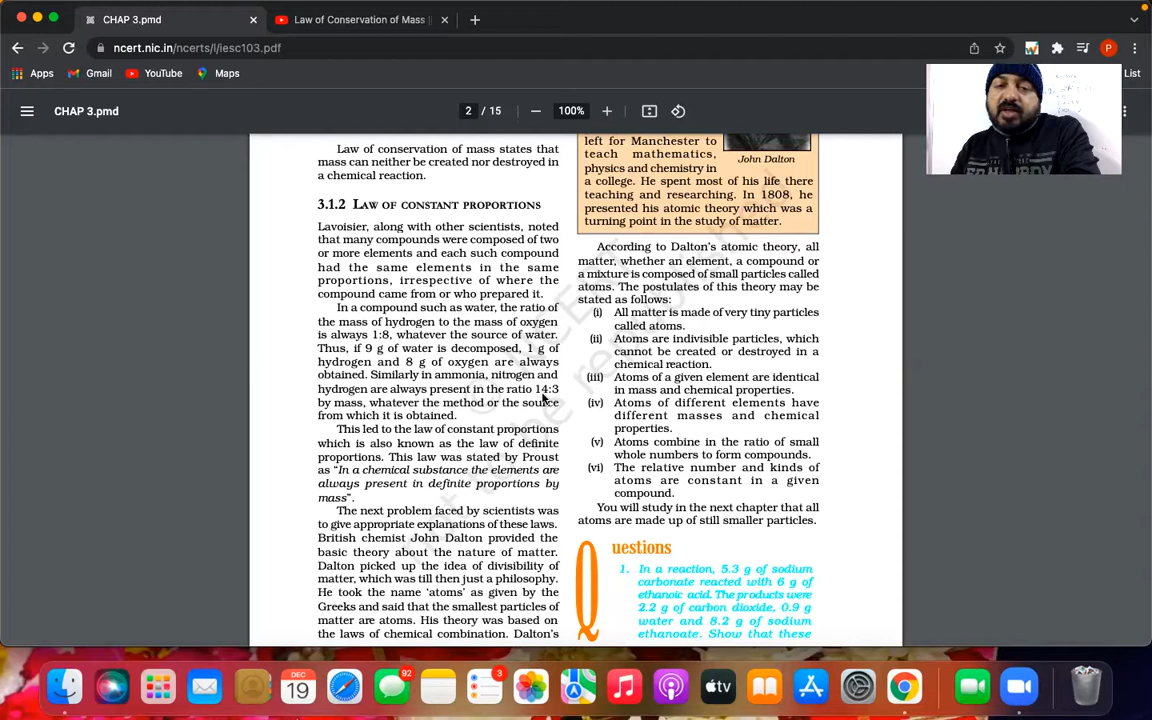 CHAP 3.pmd
Law of Conservation of Mass
ncert.nic.in/ncerts/l/iesc103.pdf
P
Apps
Gmail
YouTube
Maps
List
CHAP 3.pmd
2 / 15
100%
Law of conservation of mass states that
mass can neither be created nor destroyed in
a chemical reaction.
3.1.2 LAW OF CONSTANT PROPORTIONS
Lavoisier, along with other scientists, noted
that many compounds were composed of two
or more elements and each such compound
had the same elements in the same
proportions, irrespective of where the
compound came from or who prepared it.
In a compound such as water, the ratio of
the mass of hydrogen to the mass of oxygen
is always 1:8, whatever the source of water.
Thus, if 9 g of water is decomposed, 1 g of
hydrogen and 8 g of oxygen are always
obtained. Similarly in ammonia, nitrogen and
hydrogen are always present in the ratio 14:3
by mass, whatever the method or the source
from which it is obtained.
This led to the law of constant proportions
which is also known as the law of definite
proportions. This law was stated by Proust
as “In a chemical substance the elements are
always present in definite proportions by
mass”.
The next problem faced by scientists was
to give appropriate explanations of these laws.
British chemist John Dalton provided the
basic theory about the nature of matter.
Dalton picked up the idea of divisibility of
matter, which was till then just a philosophy.
He took the name ‘atoms’ as given by the
Greeks and said that the smallest particles of
matter are atoms. His theory was based on
the laws of chemical combination. Dalton’s
left for Manchester to
teach mathematics,
physics and chemistry in
John Dalton
a college. He spent most of his life there
teaching and researching. In 1808, he
presented his atomic theory which was a
turning point in the study of matter.
According to Dalton’s atomic theory, all
matter, whether an element, a compound or
a mixture is composed of small particles called
atoms. The postulates of this theory may be
stated as follows:
(i) All matter is made of very tiny particles
called atoms.
(ii) Atoms are indivisible particles, which
cannot be created or destroyed in a
chemical reaction.
(iii) Atoms of a given element are identical
in mass and chemical properties.
(iv) Atoms of different elements have
different masses and chemical
properties.
(v) Atoms combine in the ratio of small
whole numbers to form compounds.
(vi) The relative number and kinds of
atoms are constant in a given
compound.
You will study in the next chapter that all
atoms are made up of still smaller particles.
Questions
1. In a reaction, 5.3 g of sodium
carbonate reacted with 6 g of
ethanoic acid. The products were
2.2 g of carbon dioxide, 0.9 g
water and 8.2 g of sodium
ethanoate. Show that these
DEC
19
92
3
tv